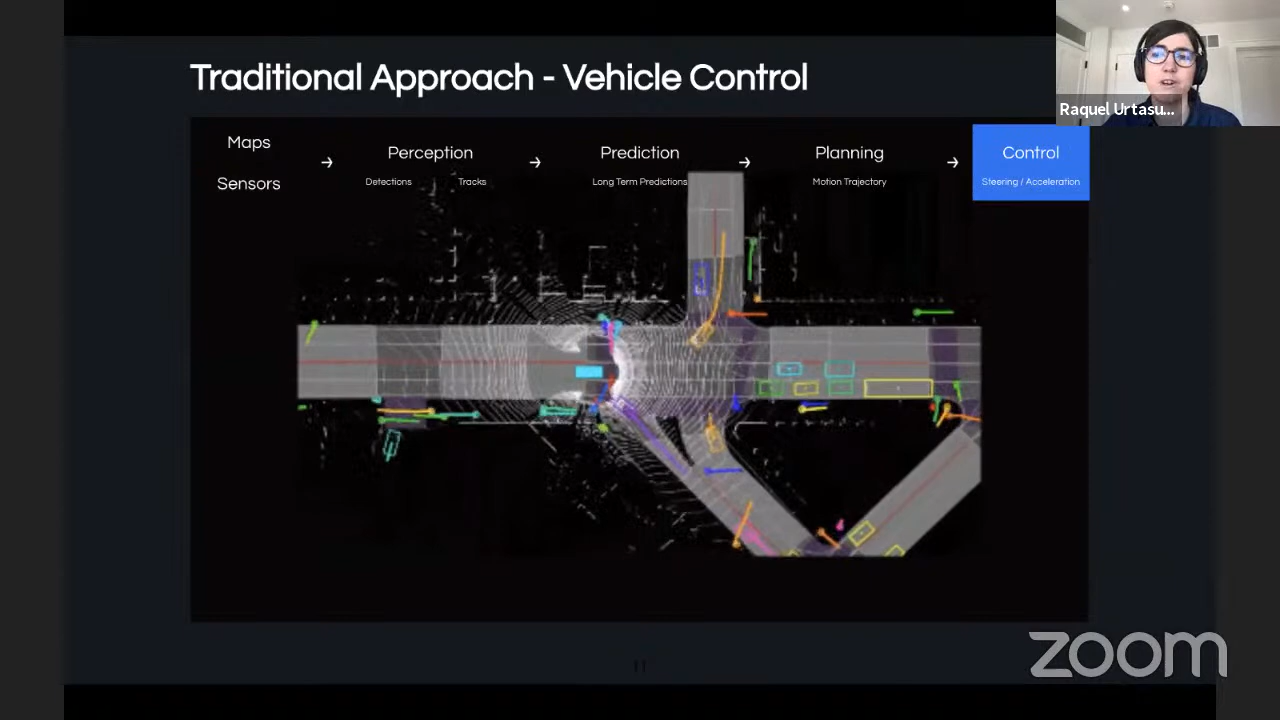 Traditional Approach - Vehicle Control
Raquel Urtasu...
Maps
Sensors
→
Perception
Detections
Tracks
→
Prediction
Long Term Predictions
→
Planning
Motion Trajectory
→
Control
Steering / Acceleration
zoom